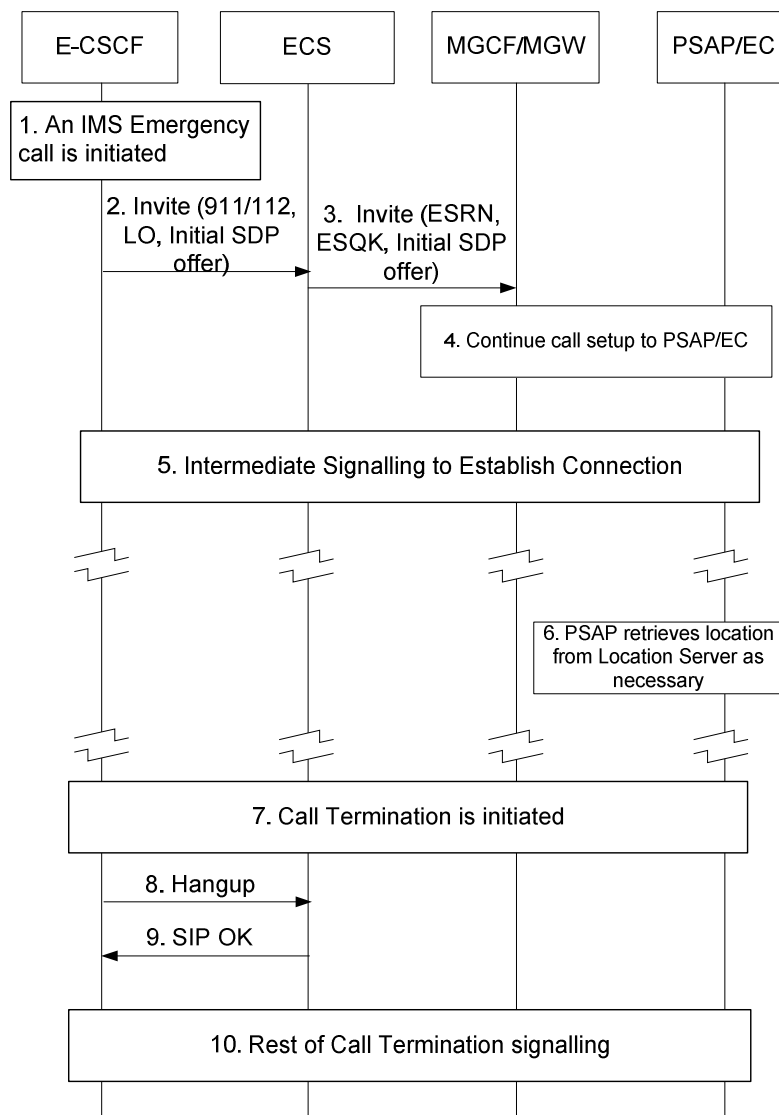 E-CSCF
ECS
MGCF/MGW
PSAP/EC
1. An IMS Emergency
call is initiated
2. Invite (911/112,
LO, Initial SDP
offer)
3. Invite (ESRN,
ESQK, Initial SDP
offer)
4. Continue call setup to PSAP/EC
5. Intermediate Signalling to Establish Connection
6. PSAP retrieves location
from Location Server as
necessary
7. Call Termination is initiated
8. Hangup
9. SIP OK
10. Rest of Call Termination signalling